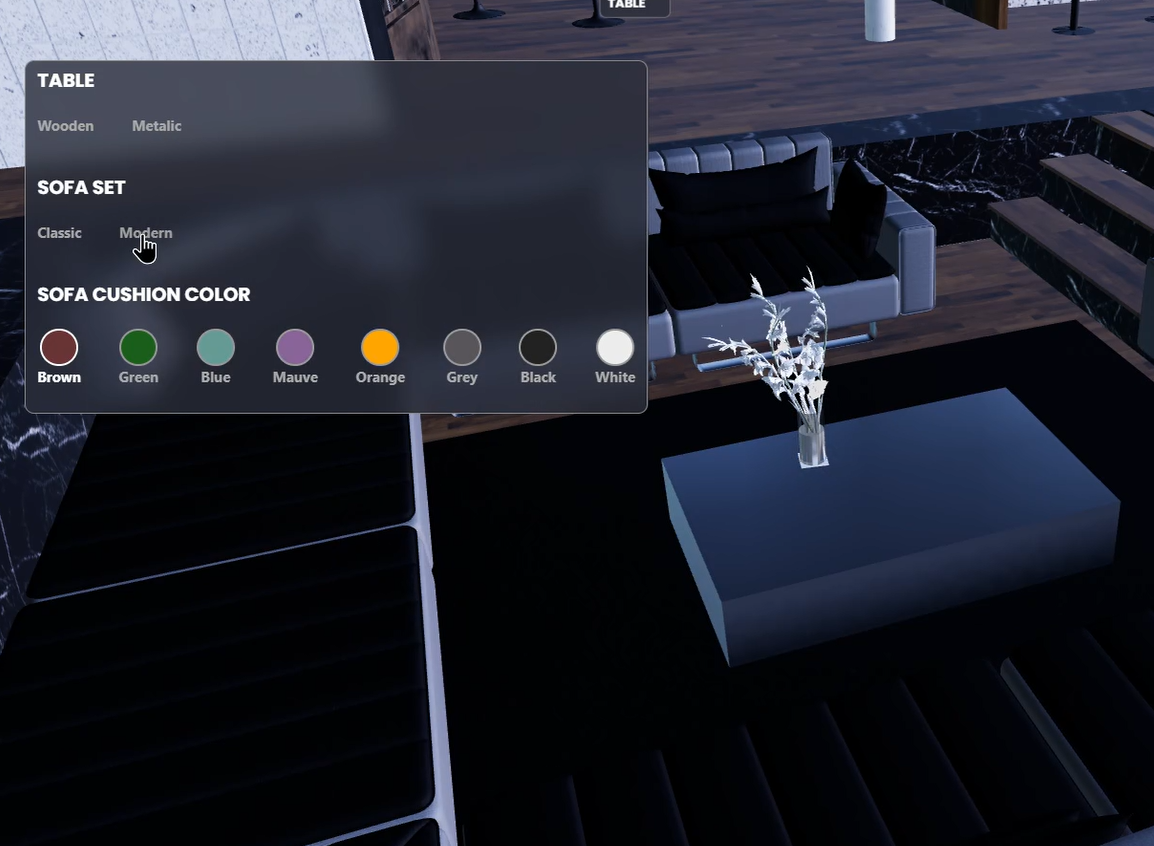 TABLE
TABLE
Wooden Metalic
SOFA SET
Classic Modern
SOFA CUSHION COLOR
Brown Green Blue Mauve Orange Grey Black White